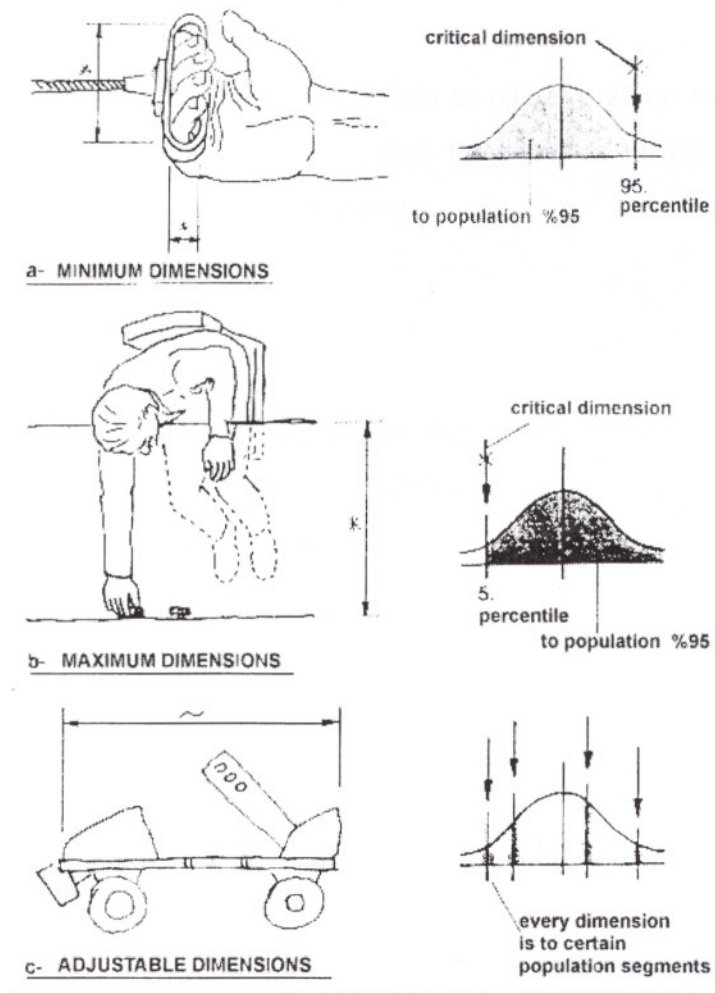 critical dimension
95.
percentile
to population %95
a- MINIMUM DIMENSIONS
critical dimension
5.
percentile
to population %95
b- MAXIMUM DIMENSIONS
every dimension
is to certain
population segments
c- ADJUSTABLE DIMENSIONS